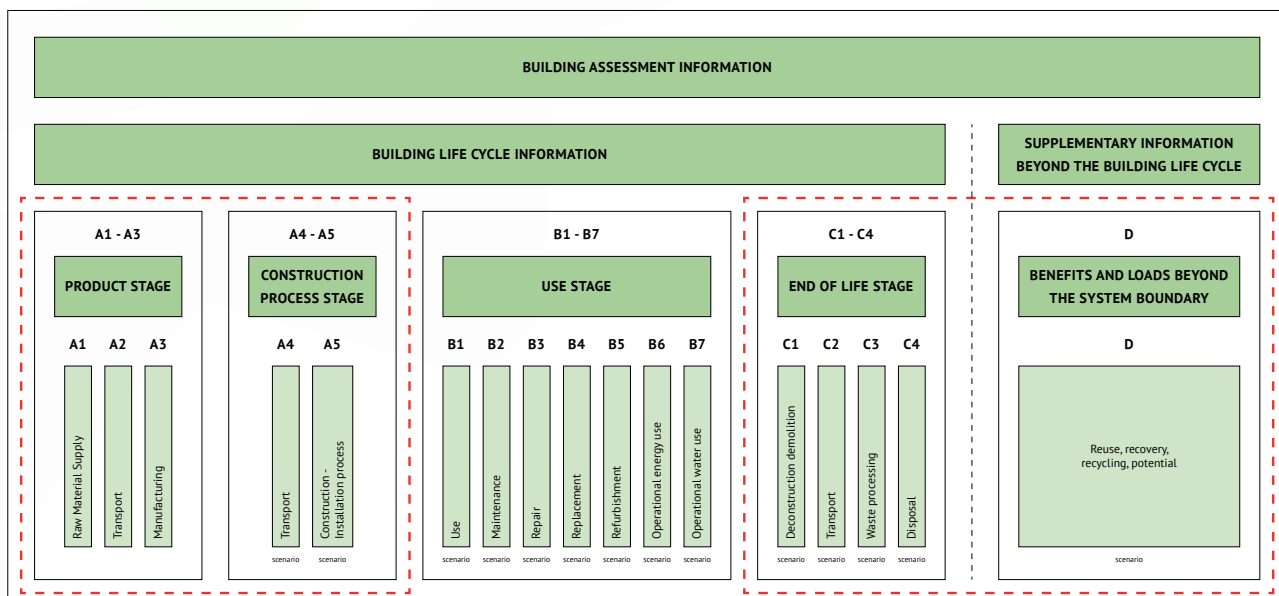 BUILDING ASSESSMENT INFORMATION
BUILDING LIFE CYCLE INFORMATION
SUPPLEMENTARY INFORMATION
BEYOND THE BUILDING LIFE CYCLE
A1 - A3
PRODUCT STAGE
A1
A2
A3
Raw Material Supply
Transport
Manufacturing
A4 - A5
CONSTRUCTION
PROCESS STAGE
A4
A5
Transport
Construction -
Installation process
scenario
scenario
B1 - B7
USE STAGE
B1
B2
B3
B4
B5
B6
B7
Use
Maintenance
Repair
Replacement
Refurbishment
Operational energy use
Operational water use
scenario
scenario
scenario
scenario
scenario
scenario
scenario
C1 - C4
END OF LIFE STAGE
C1
C2
C3
C4
Deconstruction demolition
Transport
Waste processing
Disposal
scenario
scenario
scenario
scenario
D
BENEFITS AND LOADS BEYOND
THE SYSTEM BOUNDARY
D
Reuse, recovery,
recycling, potential
scenario